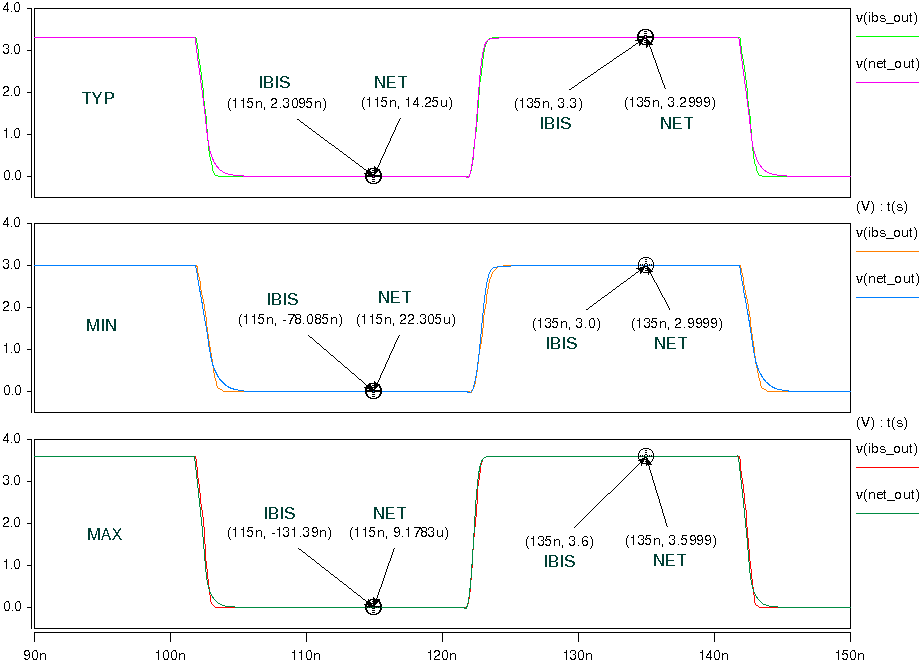 4.0
v(ibs_out)
3.0
v(net_out)
IBIS NET
TYP
2.0
(115n, 2.3095n) (115n, 14.25u) (135n, 3.3) (135n, 3.2999)
IBIS NET
1.0
0.0
(V) : t(s)
4.0
v(ibs_out)
3.0
v(net_out)
IBIS NET
2.0
(115n, -78.085n) (115n, 22.305u) (135n, 3.0) (135n, 2.9999)
MIN
IBIS NET
1.0
0.0
(V) : t(s)
4.0
v(ibs_out)
3.0
v(net_out)
IBIS NET
2.0
(115n, -131.39n) (115n, 9.1783u) (135n, 3.6) (135n, 3.5999)
MAX
IBIS NET
1.0
0.0
90n 100n 110n 120n 130n 140n 150n